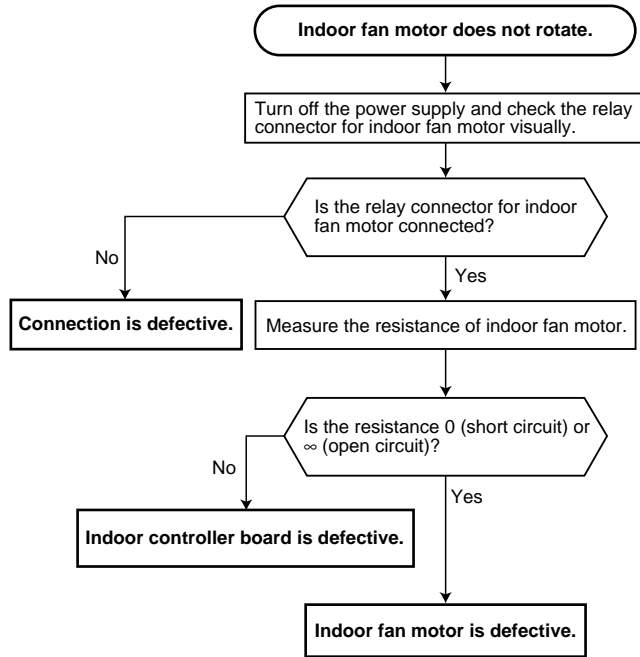 Indoor fan motor does not rotate.
Turn off the power supply and check the relay
connector for indoor fan motor visually.
Is the relay connector for indoor
fan motor connected?
No
Yes
Connection is defective.
Measure the resistance of indoor fan motor.
Is the resistance 0 (short circuit) or
∞ (open circuit)?
No
Yes
Indoor controller board is defective.
Indoor fan motor is defective.